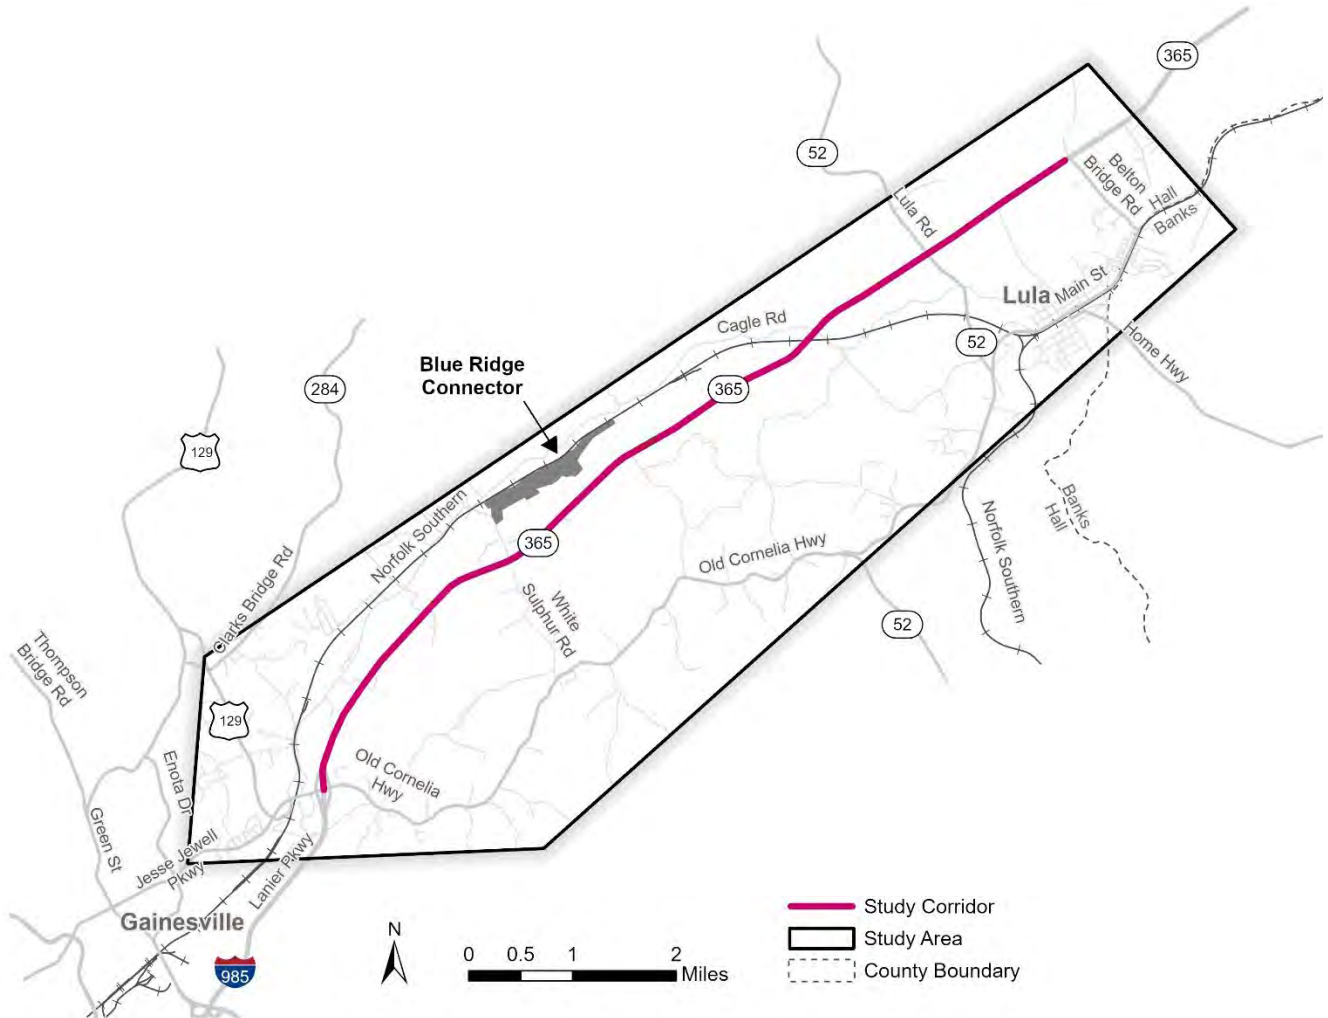 365
52
Belton
Bridge Rd
Hall
Banks
Lula Rd
Lula
Main St
Cagle Rd
52
Home Hwy
284
Blue Ridge
Connector
365
129
Norfolk Southern
365
Old Cornelia Hwy
Banks
Hall
Norfolk Southern
Clarks Bridge Rd
White
Sulphur Rd
52
Thompson
Bridge Rd
129
Enota Dr
Old Cornelia
Hwy
Green St
Jesse Jewell
Pkwy
Lanier Pkwy
Gainesville
985
N
0 0.5 1 2
Miles
Study Corridor
Study Area
County Boundary